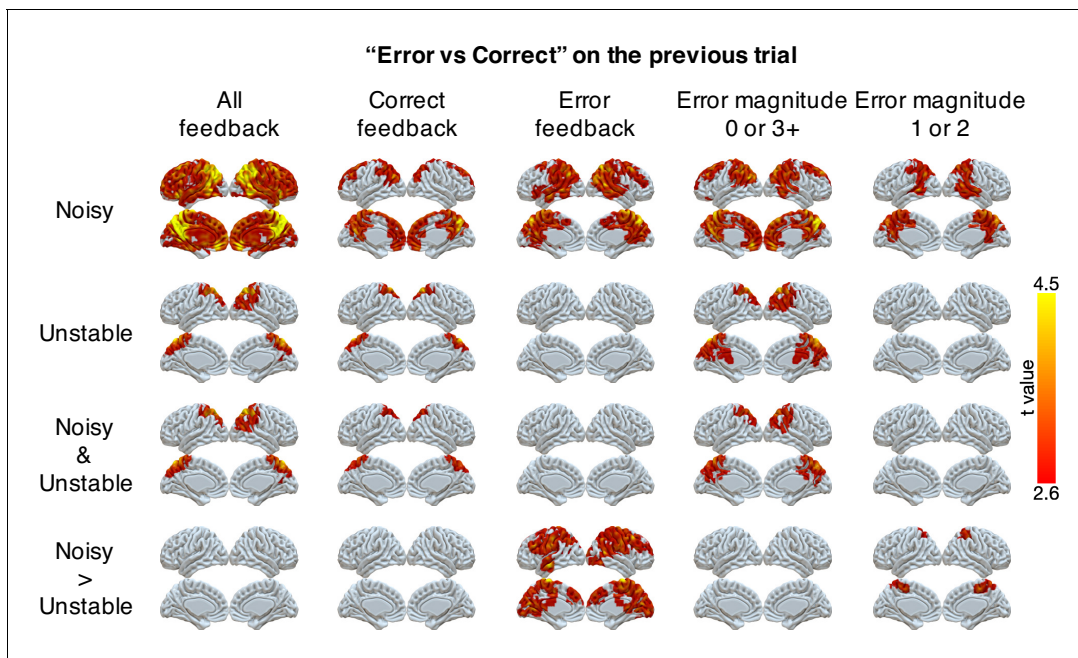 “Error vs Correct” on the previous trial
All
feedback
Correct
feedback
Error
feedback
Error magnitude
0 or 3+
Error magnitude
1 or 2
Noisy
Unstable
Noisy
&
Unstable
Noisy
>
Unstable
4.5
t value
2.6